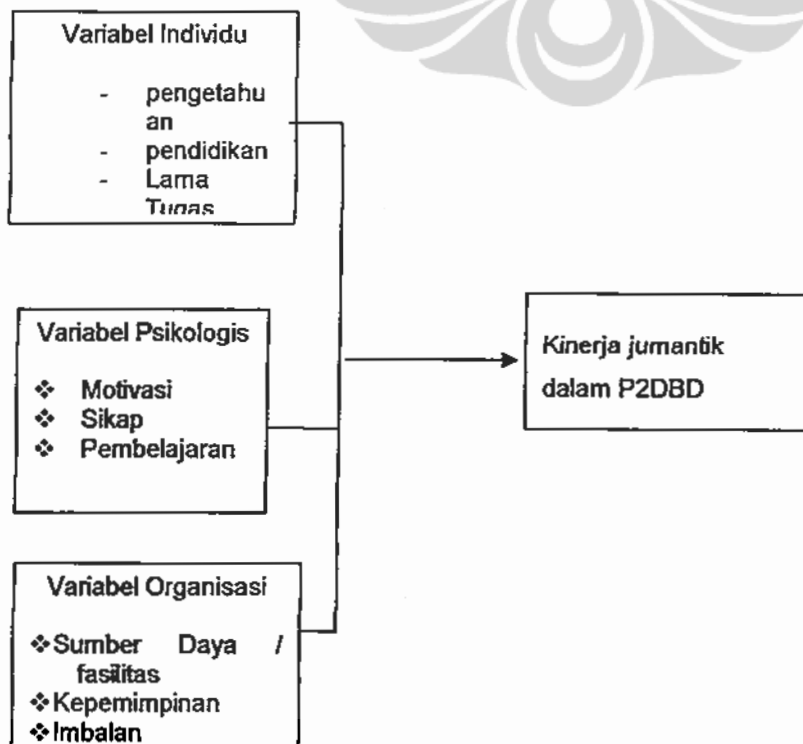 Variabel Individu
- pengetahu
an
- pendidikan
- Lama
Tugas
Variabel Psikologis
❖ Motivasi
❖ Sikap
❖ Pembelajaran
Variabel Organisasi
❖Sumber Daya /
fasilitas
❖Kepemimpinan
❖Imbalan
Kinerja jumantik
dalam P2DBD